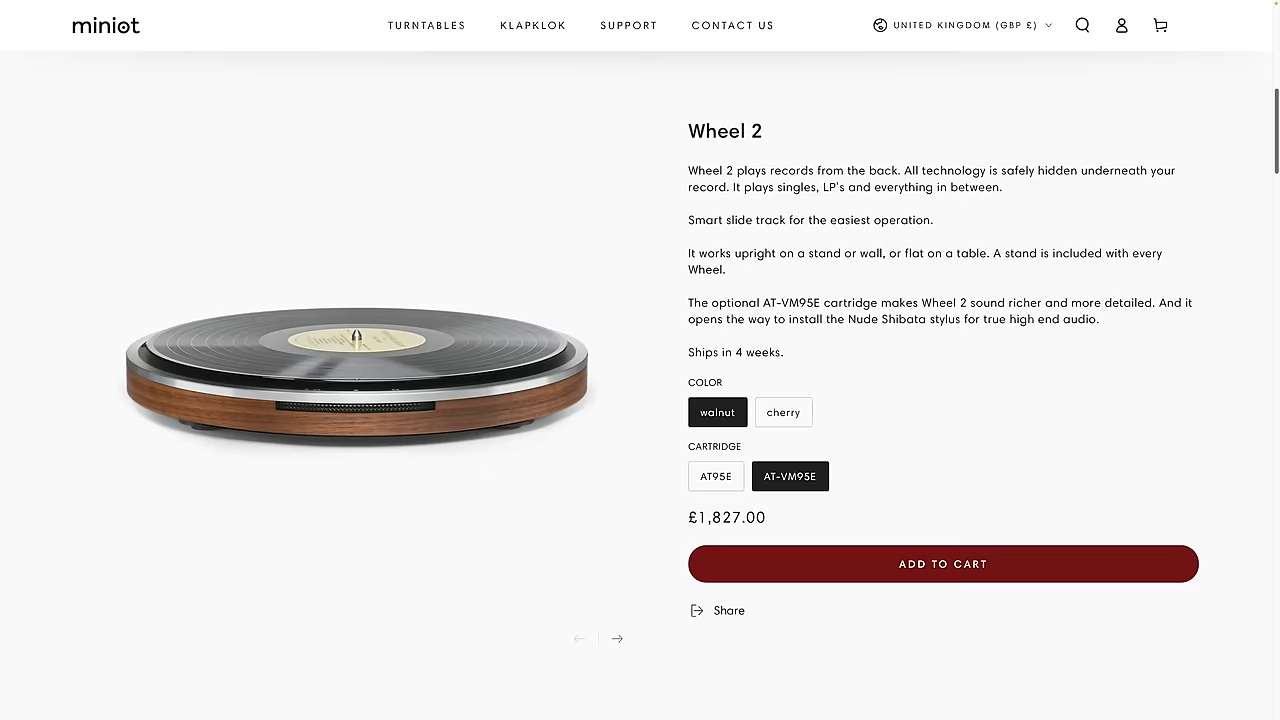 miniot
TURNTABLES
KLAPKLOK
SUPPORT
CONTACT US
UNITED KINGDOM (GBP £)
Wheel 2
Wheel 2 plays records from the back. All technology is safely hidden underneath your
record. It plays singles, LP's and everything in between.
Smart slide track for the easiest operation.
It works upright on a stand or wall, or flat on a table. A stand is included with every
Wheel.
The optional AT-VM95E cartridge makes Wheel 2 sound richer and more detailed. And it
opens the way to install the Nude Shibata stylus for true high end audio.
Ships in 4 weeks.
COLOR
walnut
cherry
CARTRIDGE
AT95E
AT-VM95E
£1,827.00
ADD TO CART
Share